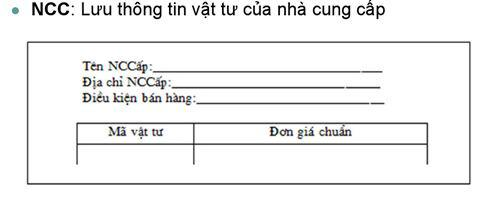 • NCC: Lưu thông tin vật tư của nhà cung cấp
Tên NCCấp:
Địa chỉ NCCấp:
Điều kiện bán hàng:
Mã vật tư Đơn giá chuẩn